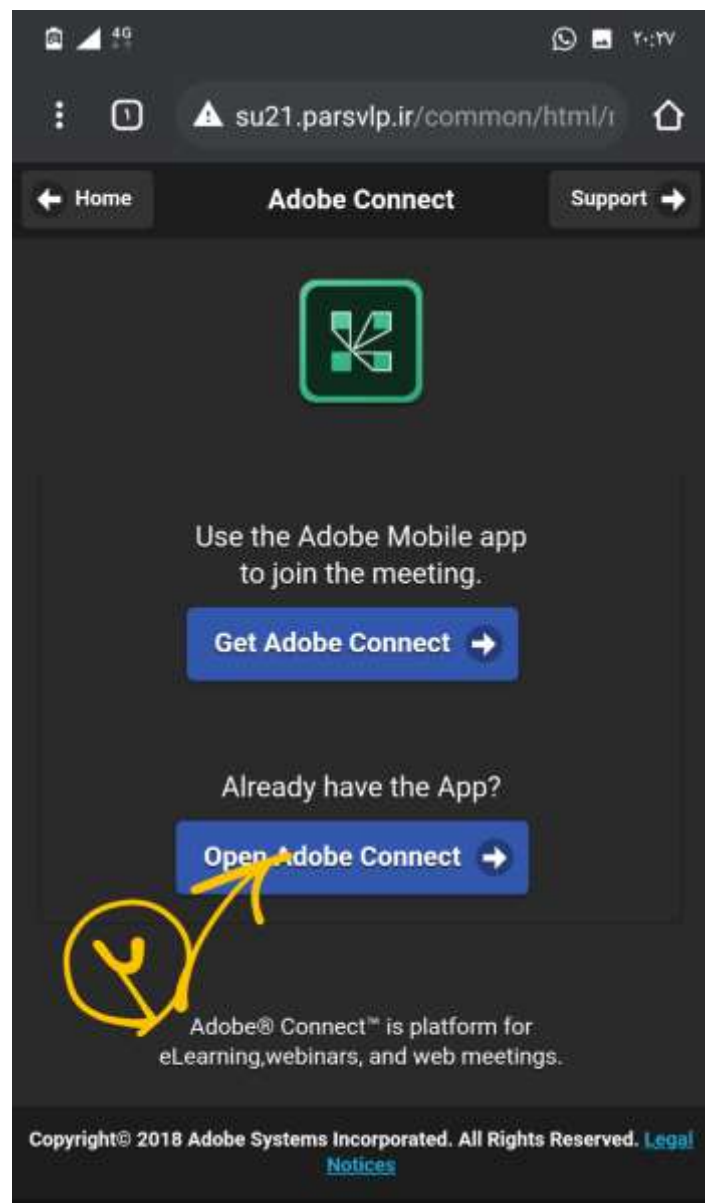 4G ۲۰:۲۷
۱ su21.parsvlp.ir/common/html/
Home Adobe Connect Support
Use the Adobe Mobile app
to join the meeting.
Get Adobe Connect
Already have the App?
Open Adobe Connect
۲
Adobe® Connect™ is platform for
eLearning,webinars, and web meetings.
Copyright© 2018 Adobe Systems Incorporated. All Rights Reserved. Legal
Notices